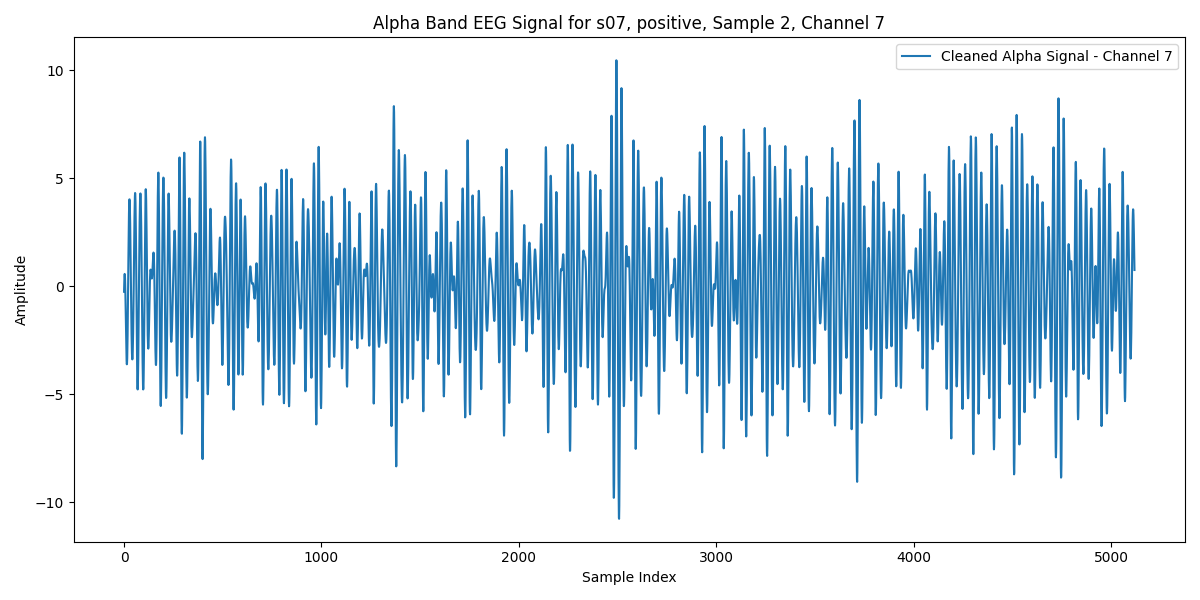 Alpha Band EEG Signal for s07, positive, Sample 2, Channel 7
Cleaned Alpha Signal - Channel 7
Amplitude
10
5
0
−5
−10
0 1000 2000 3000 4000 5000
Sample Index